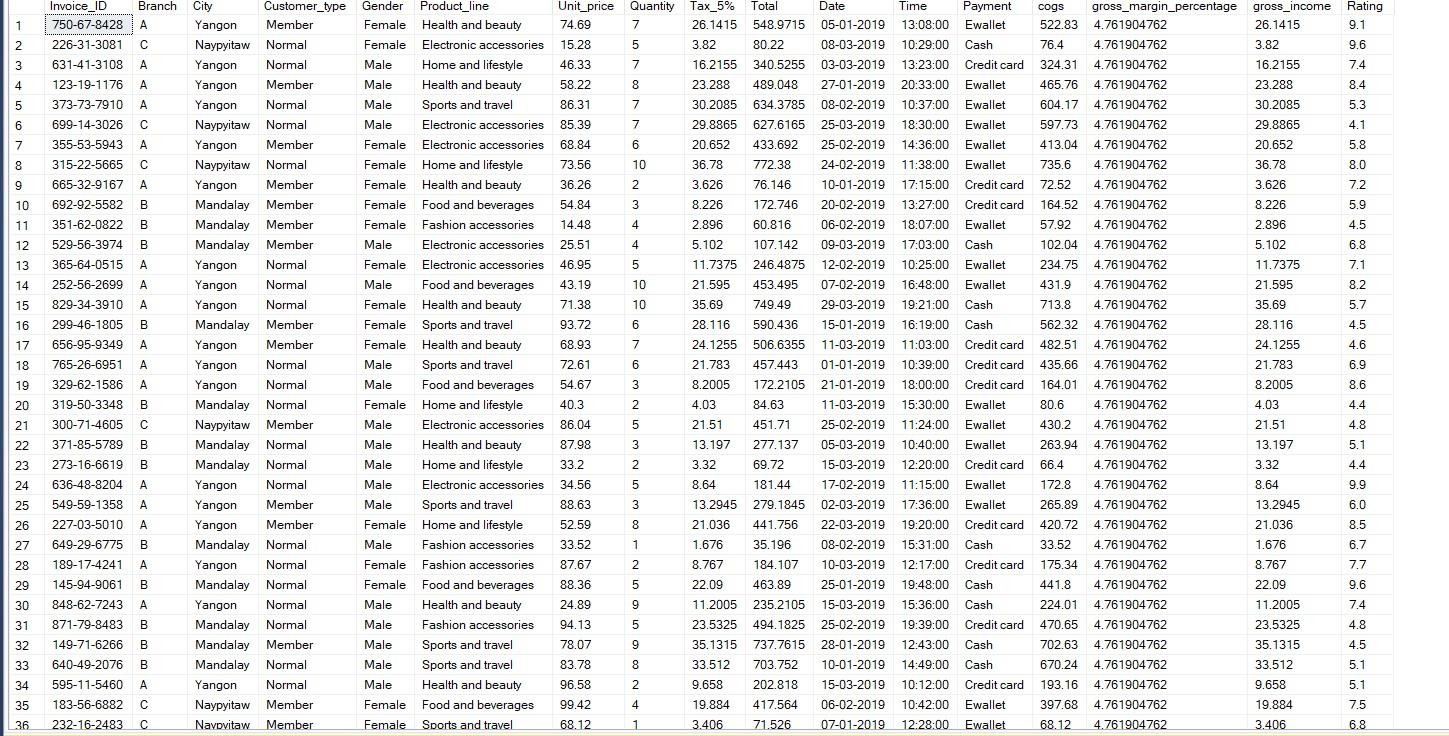 Invoice_ID Branch City Customer_type Gender Product_line Unit_price Quantity Tax_5% Total Date Time Payment cogs gross_margin_percentage gross_income Rating
1 750-67-8428 A Yangon Member Female Health and beauty 74.69 7 26.1415 548.9715 05-01-2019 13:08:00 Ewallet 522.83 4.761904762 26.1415 9.1
2 226-31-3081 C Naypyitaw Normal Female Electronic accessories 15.28 5 3.82 80.22 08-03-2019 10:29:00 Cash 76.4 4.761904762 3.82 9.6
3 631-41-3108 A Yangon Normal Male Home and lifestyle 46.33 7 16.2155 340.5255 03-03-2019 13:23:00 Credit card 324.31 4.761904762 16.2155 7.4
4 123-19-1176 A Yangon Member Male Health and beauty 58.22 8 23.288 489.048 27-01-2019 20:33:00 Ewallet 465.76 4.761904762 23.288 8.4
5 373-73-7910 A Yangon Normal Male Sports and travel 86.31 7 30.2085 634.3785 08-02-2019 10:37:00 Ewallet 604.17 4.761904762 30.2085 5.3
6 699-14-3026 C Naypyitaw Normal Male Electronic accessories 85.39 7 29.8865 627.6165 25-03-2019 18:30:00 Ewallet 597.73 4.761904762 29.8865 4.1
7 355-53-5943 A Yangon Member Female Electronic accessories 68.84 6 20.652 433.692 25-02-2019 14:36:00 Ewallet 413.04 4.761904762 20.652 5.8
8 315-22-5665 C Naypyitaw Normal Female Home and lifestyle 73.56 10 36.78 772.38 24-02-2019 11:38:00 Ewallet 735.6 4.761904762 36.78 8.0
9 665-32-9167 A Yangon Member Female Health and beauty 36.26 2 3.626 76.146 10-01-2019 17:15:00 Credit card 72.52 4.761904762 3.626 7.2
10 692-92-5582 B Mandalay Member Female Food and beverages 54.84 3 8.226 172.746 20-02-2019 13:27:00 Credit card 164.52 4.761904762 8.226 5.9
11 351-62-0822 B Mandalay Member Female Fashion accessories 14.48 4 2.896 60.816 06-02-2019 18:07:00 Ewallet 57.92 4.761904762 2.896 4.5
12 529-56-3974 B Mandalay Member Male Electronic accessories 25.51 4 5.102 107.142 09-03-2019 17:03:00 Cash 102.04 4.761904762 5.102 6.8
13 365-64-0515 A Yangon Normal Female Electronic accessories 46.95 5 11.7375 246.4875 12-02-2019 10:25:00 Ewallet 234.75 4.761904762 11.7375 7.1
14 252-56-2699 A Yangon Normal Male Food and beverages 43.19 10 21.595 453.495 07-02-2019 16:48:00 Ewallet 431.9 4.761904762 21.595 8.2
15 829-34-3910 A Yangon Normal Female Health and beauty 71.38 10 35.69 749.49 29-03-2019 19:21:00 Cash 713.8 4.761904762 35.69 5.7
16 299-46-1805 B Mandalay Member Female Sports and travel 93.72 6 28.116 590.436 15-01-2019 16:19:00 Cash 562.32 4.761904762 28.116 4.5
17 656-95-9349 A Yangon Member Female Health and beauty 68.93 7 24.1255 506.6355 11-03-2019 11:03:00 Credit card 482.51 4.761904762 24.1255 4.6
18 765-26-6951 A Yangon Normal Male Sports and travel 72.61 6 21.783 457.443 01-01-2019 10:39:00 Credit card 435.66 4.761904762 21.783 6.9
19 329-62-1586 A Yangon Normal Male Food and beverages 54.67 3 8.2005 172.2105 21-01-2019 18:00:00 Credit card 164.01 4.761904762 8.2005 8.6
20 319-50-3348 B Mandalay Normal Female Home and lifestyle 40.3 2 4.03 84.63 11-03-2019 15:30:00 Ewallet 80.6 4.761904762 4.03 4.4
21 300-71-4605 C Naypyitaw Member Male Electronic accessories 86.04 5 21.51 451.71 25-02-2019 11:24:00 Ewallet 430.2 4.761904762 21.51 4.8
22 371-85-5789 B Mandalay Normal Male Health and beauty 87.98 3 13.197 277.137 05-03-2019 10:40:00 Ewallet 263.94 4.761904762 13.197 5.1
23 273-16-6619 B Mandalay Normal Male Home and lifestyle 33.2 2 3.32 69.72 15-03-2019 12:20:00 Credit card 66.4 4.761904762 3.32 4.4
24 636-48-8204 A Yangon Normal Male Electronic accessories 34.56 5 8.64 181.44 17-02-2019 11:15:00 Ewallet 172.8 4.761904762 8.64 9.9
25 549-59-1358 A Yangon Member Male Sports and travel 88.63 3 13.2945 279.1845 02-03-2019 17:36:00 Ewallet 265.89 4.761904762 13.2945 6.0
26 227-03-5010 A Yangon Member Female Home and lifestyle 52.59 8 21.036 441.756 22-03-2019 19:20:00 Credit card 420.72 4.761904762 21.036 8.5
27 649-29-6775 B Mandalay Normal Male Fashion accessories 33.52 1 1.676 35.196 08-02-2019 15:31:00 Cash 33.52 4.761904762 1.676 6.7
28 189-17-4241 A Yangon Normal Female Fashion accessories 87.67 2 8.767 184.107 10-03-2019 12:17:00 Credit card 175.34 4.761904762 8.767 7.7
29 145-94-9061 B Mandalay Normal Female Food and beverages 88.36 5 22.09 463.89 25-01-2019 19:48:00 Cash 441.8 4.761904762 22.09 9.6
30 848-62-7243 A Yangon Normal Male Health and beauty 24.89 9 11.2005 235.2105 15-03-2019 15:36:00 Cash 224.01 4.761904762 11.2005 7.4
31 871-79-8483 B Mandalay Normal Male Fashion accessories 94.13 5 23.5325 494.1825 25-02-2019 19:39:00 Credit card 470.65 4.761904762 23.5325 4.8
32 149-71-6266 B Mandalay Member Male Sports and travel 78.07 9 35.1315 737.7615 28-01-2019 12:43:00 Cash 702.63 4.761904762 35.1315 4.5
33 640-49-2076 B Mandalay Normal Male Sports and travel 83.78 8 33.512 703.752 10-01-2019 14:49:00 Cash 670.24 4.761904762 33.512 5.1
34 595-11-5460 A Yangon Normal Male Health and beauty 96.58 2 9.658 202.818 15-03-2019 10:12:00 Credit card 193.16 4.761904762 9.658 5.1
35 183-56-6882 C Naypyitaw Member Female Food and beverages 99.42 4 19.884 417.564 06-02-2019 10:42:00 Ewallet 397.68 4.761904762 19.884 7.5
36 232-16-2483 C Naypyitaw Member Female Sports and travel 68.12 1 3.406 71.526 07-01-2019 12:28:00 Ewallet 68.12 4.761904762 3.406 6.8